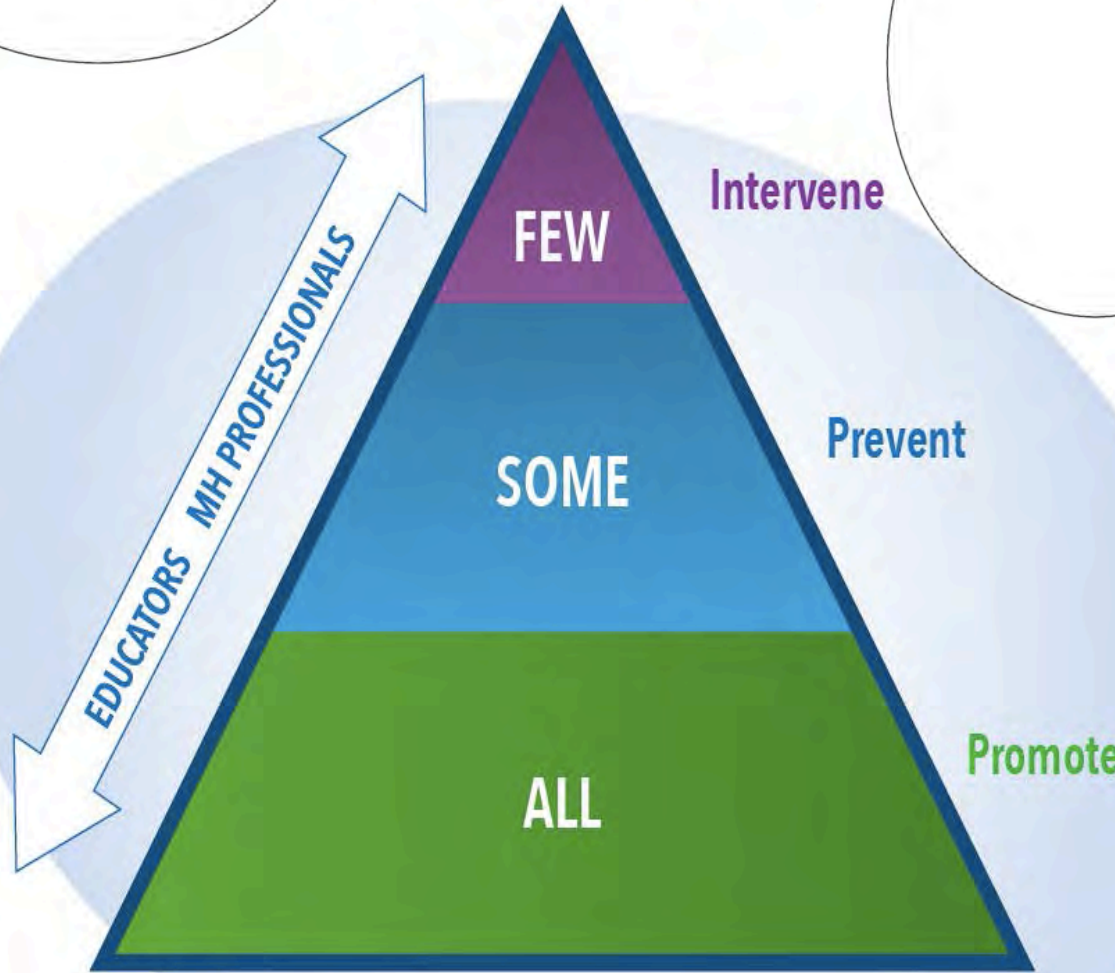 FEW
Intervene
SOME
Prevent
ALL
Promote
EDUCATORS MH PROFESSIONALS